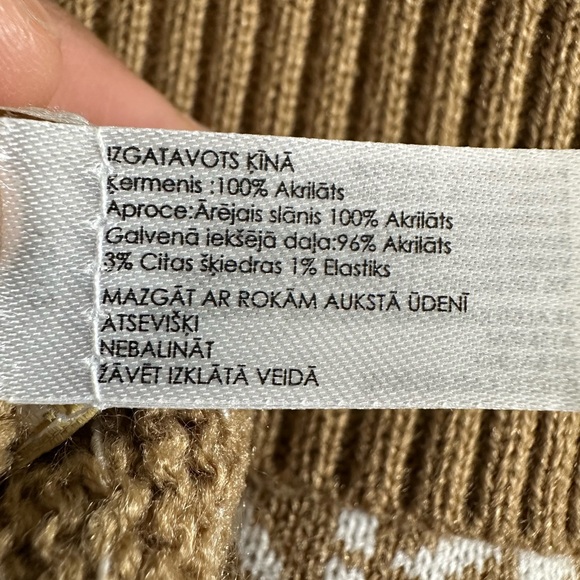 IZGATAVOTS ĶĪNĀ
Ķermenis :100% Akrilāts
Aproce:Ārējais slānis 100% Akrilāts
Galvenā iekšējā daļa:96% Akrilāts
3% Citas šķiedras 1% Elastiks
MAZGĀT AR ROKĀM AUKSTĀ ŪDENĪ
ATSEVIŠĶI
NEBALINĀT
ŽĀVĒT IZKLĀTĀ VEIDĀ